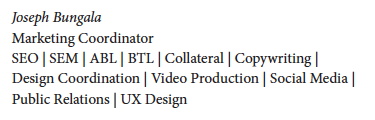 Joseph Bungala
Marketing Coordinator
SEO | SEM | ABL | BTL | Collateral | Copywriting |
Design Coordination | Video Production | Social Media |
Public Relations | UX Design